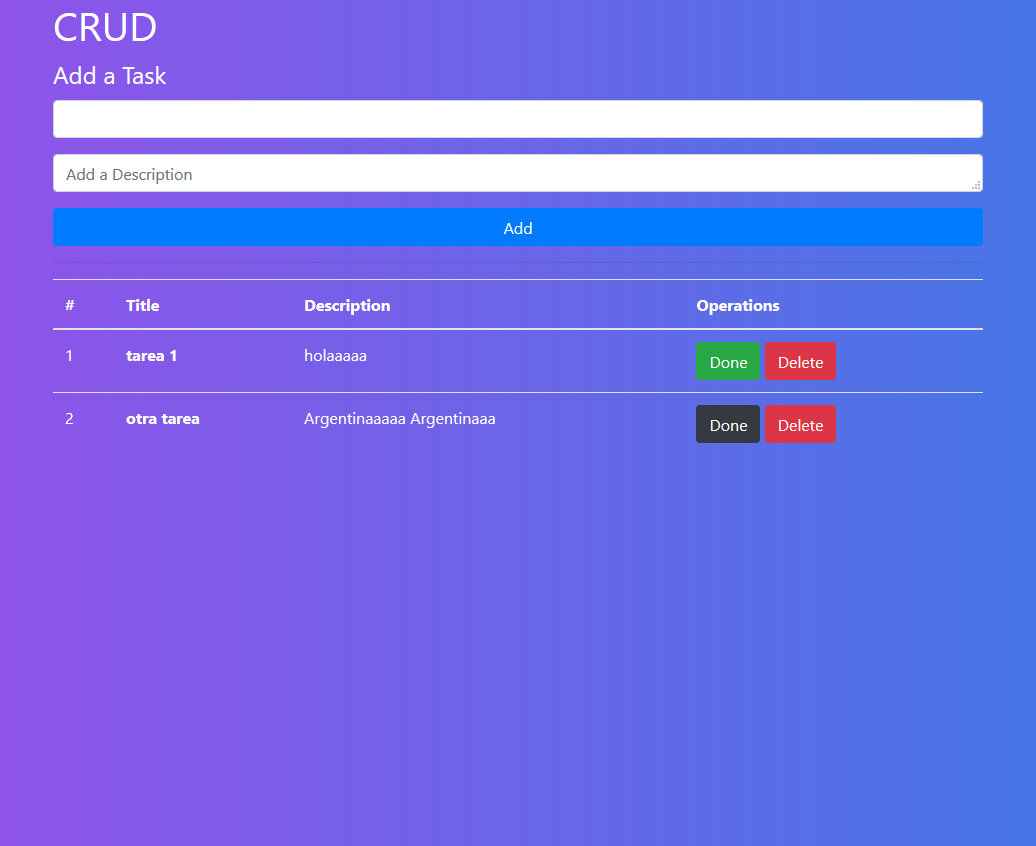 CRUD
Add a Task
Add a Description
Add
# Title Description Operations
1 tarea 1 holaaaaa Done Delete
2 otra tarea Argentinaaaaa Argentinaaa Done Delete